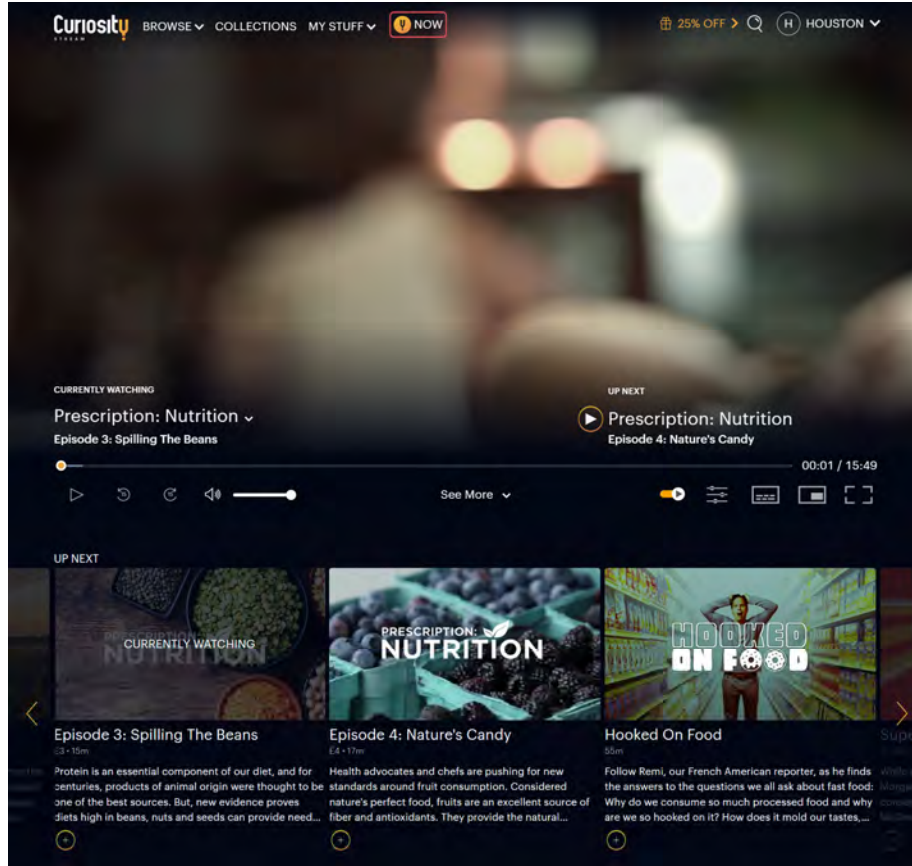 CURIOSITY
STREAM
BROWSE COLLECTIONS MY STUFF NOW 25% OFF H HOUSTON
CURRENTLY WATCHING
Prescription: Nutrition
Episode 3: Spilling The Beans
UP NEXT
Prescription: Nutrition
Episode 4: Nature's Candy
00:01 / 15:49
See More
UP NEXT
CURRENTLY WATCHING
PRESCRIPTION:
NUTRITION
PRESCRIPTION:
NUTRITION
HOOKED
ON FOOD
Episode 3: Spilling The Beans
E3 • 15m
Protein is an essential component of our diet, and for
centuries, products of animal origin were thought to be
one of the best sources. But, new evidence proves
diets high in beans, nuts and seeds can provide need...
Episode 4: Nature's Candy
E4 • 17m
Health advocates and chefs are pushing for new
standards around fruit consumption. Considered
nature's perfect food, fruits are an excellent source of
fiber and antioxidants. They provide the natural...
Hooked On Food
55m
Follow Remi, our French American reporter, as he finds
the answers to the questions we all ask about fast food:
Why do we consume so much processed food and why
are we so hooked on it? How does it mold our tastes,...